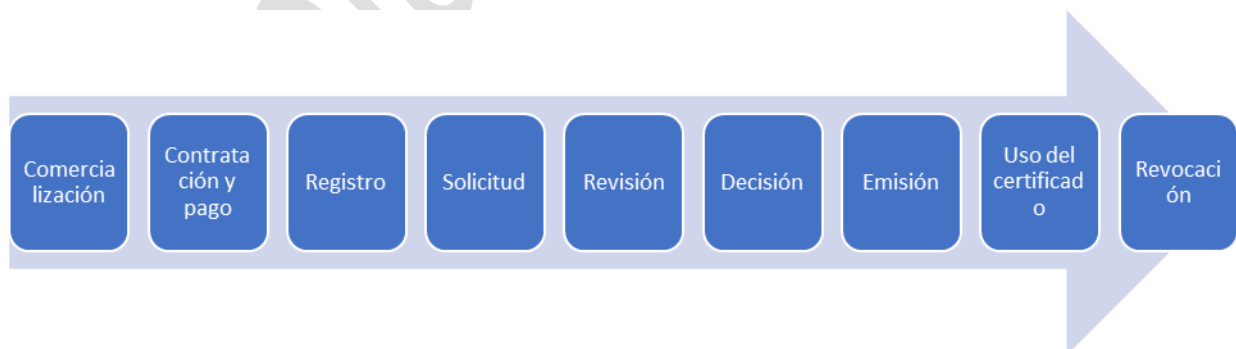 Comercia
lización
Contrata
ción y
pago
Registro
Solicitud
Revisión
Decisión
Emisión
Uso del
certificad
o
Revocaci
ón